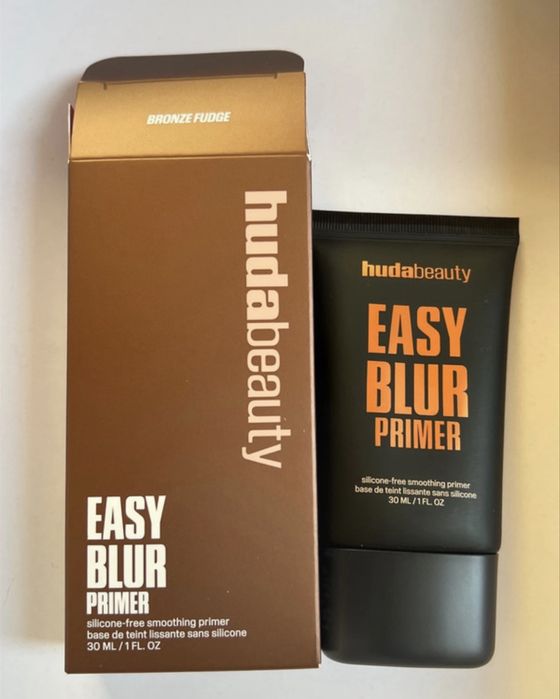 BRONZE FUDGE
hudabeauty
EASY
BLUR
PRIMER
silicone-free smoothing primer
base de teint lissante sans silicone
30 ML / 1 FL. OZ
hudabeauty
EASY
BLUR
PRIMER
silicone-free smoothing primer
base de teint lissante sans silicone
30 ML / 1 FL. OZ